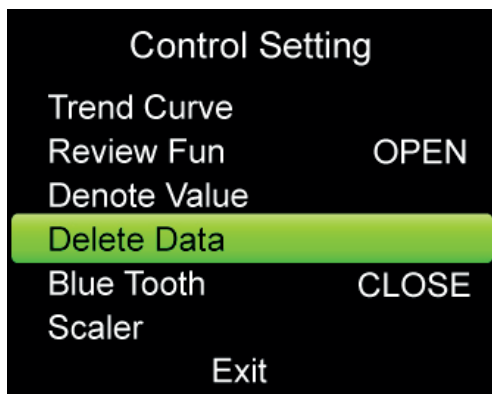 Control Setting
Trend Curve
Review Fun OPEN
Denote Value
Delete Data
Blue Tooth CLOSE
Scaler
Exit